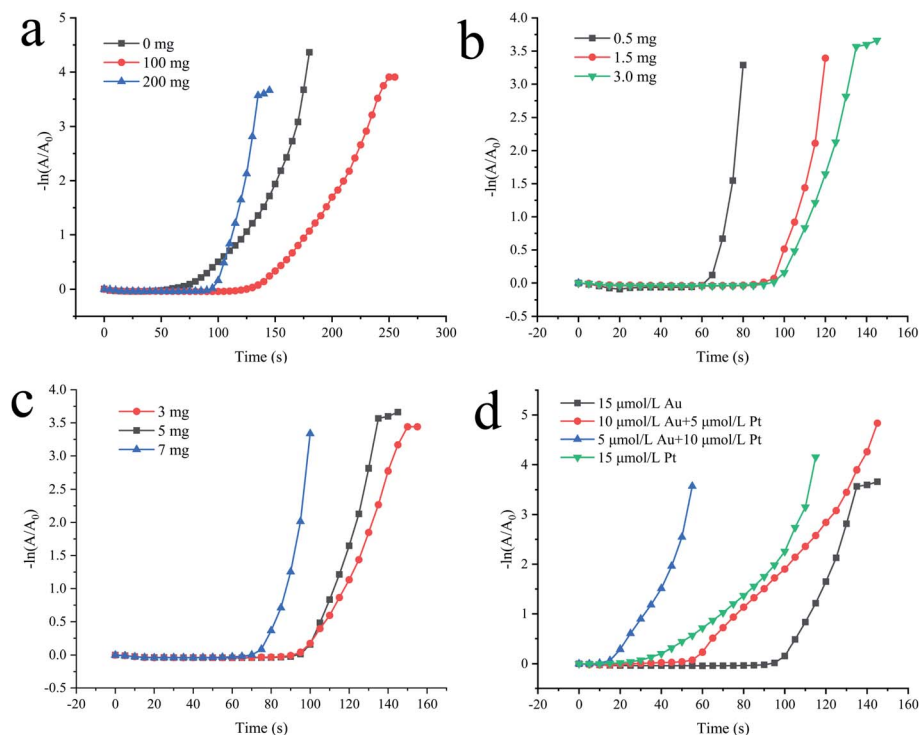 a
0 mg
100 mg
200 mg
-ln(A/A0)
5
4
3
2
1
0
0 50 100 150 200 250 300
Time (s)
b
0.5 mg
1.5 mg
3.0 mg
-ln(A/A0)
4.0
3.5
3.0
2.5
2.0
1.5
1.0
0.5
0.0
-0.5
-20 0 20 40 60 80 100 120 140 160
Time (s)
c
3 mg
5 mg
7 mg
-ln(A/A0)
4.0
3.5
3.0
2.5
2.0
1.5
1.0
0.5
0.0
-0.5
0 20 40 60 80 100 120 140 160
Time (s)
d
15 μmol/L Au
10 μmol/L Au+5 μmol/L Pt
5 μmol/L Au+10 μmol/L Pt
15 μmol/L Pt
-ln(A/A0)
5
4
3
2
1
0
-20 0 20 40 60 80 100 120 140 160
Time (s)